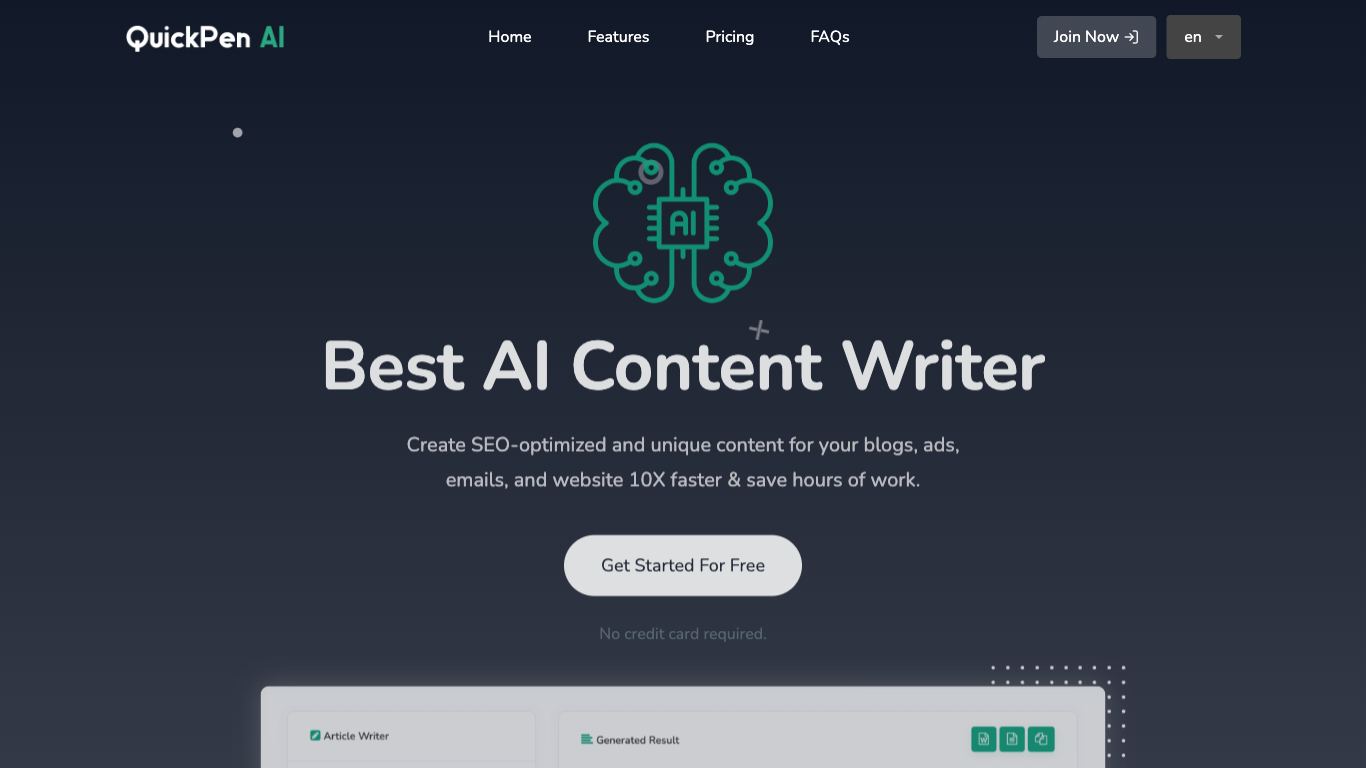 QuickPen AI
Home
Features
Pricing
FAQs
Join Now
en
AI
Best AI Content Writer
Create SEO-optimized and unique content for your blogs, ads,
emails, and website 10X faster & save hours of work.
Get Started For Free
No credit card required.
Article Writer
Generated Result